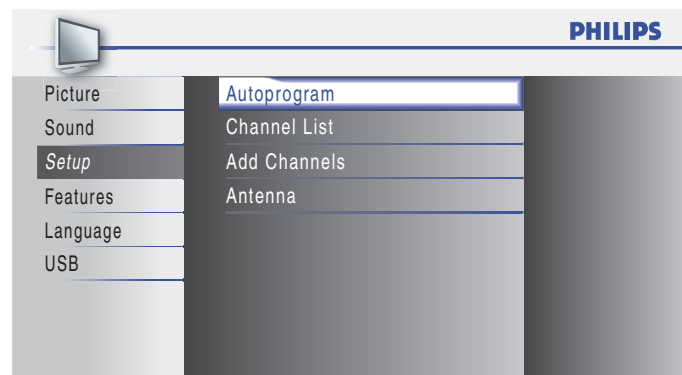 PHILIPS
Picture
Sound
Setup
Features
Language
USB
Autoprogram
Channel List
Add Channels
Antenna